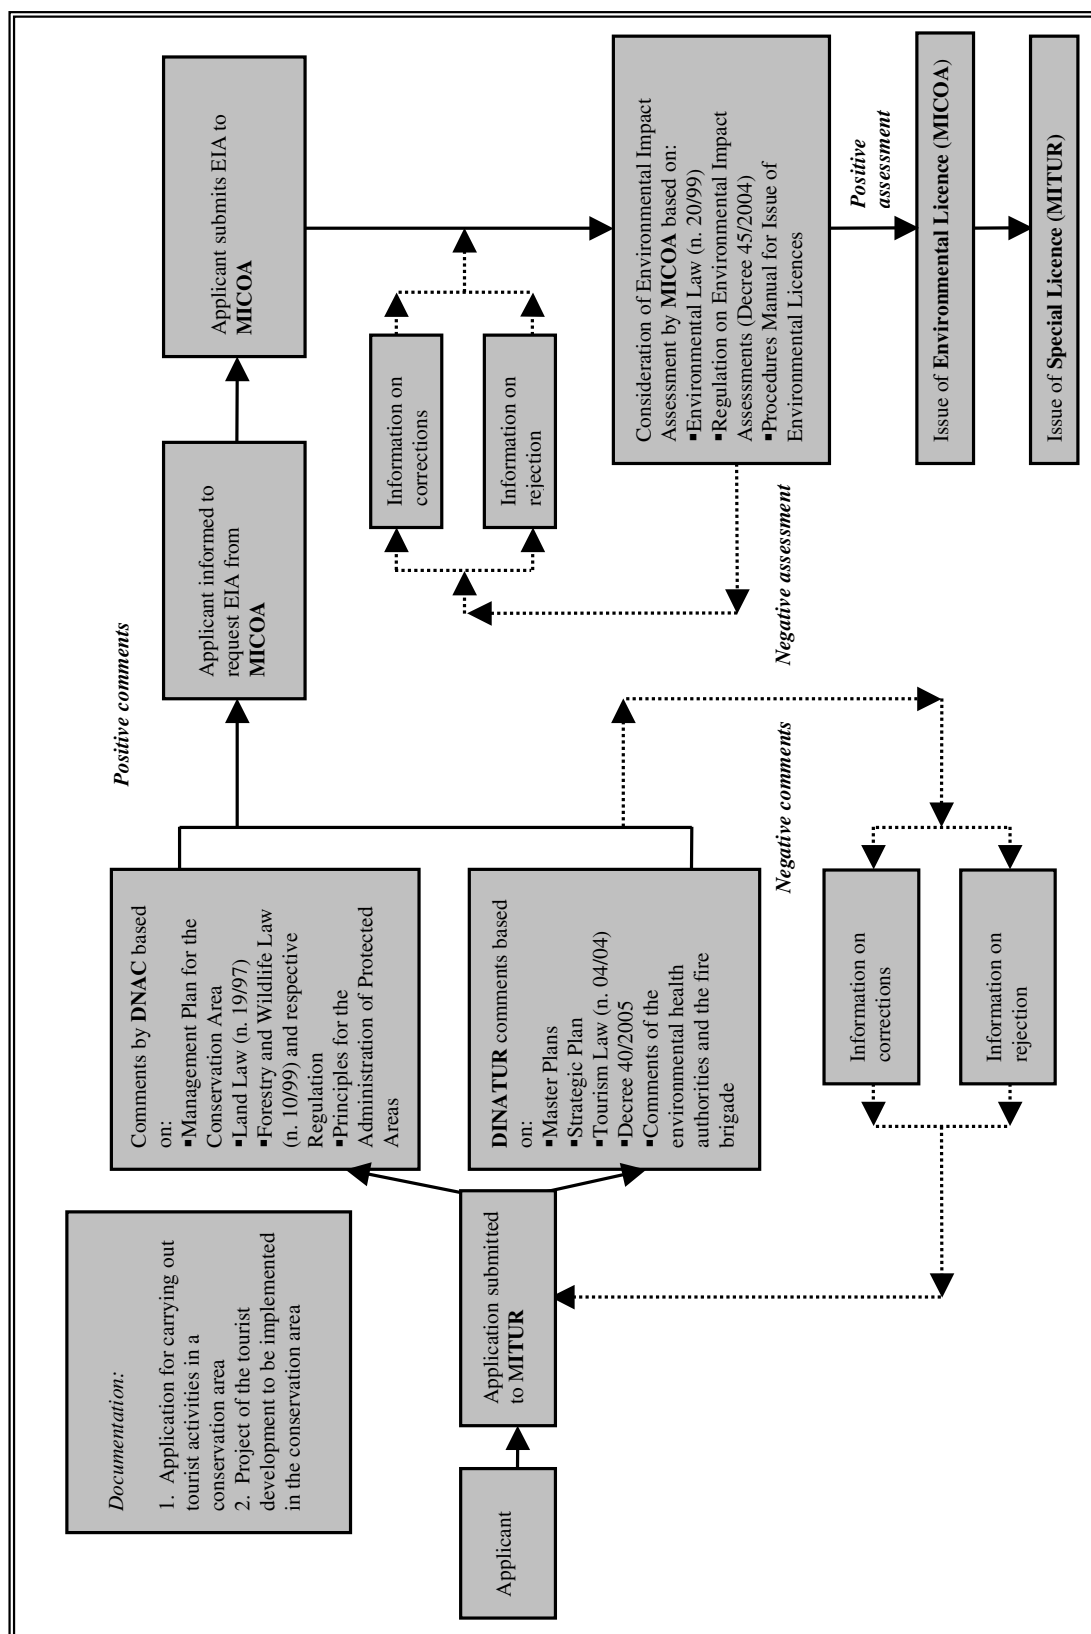 Documentation:
1. Application for carrying out
tourist activities in a
conservation area
2. Project of the tourist
development to be implemented
in the conservation area
Applicant
Application submitted
to MITUR
Comments by DNAC based
on:
▪Management Plan for the
Conservation Area
▪Land Law (n. 19/97)
▪Forestry and Wildlife Law
(n. 10/99) and respective
Regulation
▪Principles for the
Administration of Protected
Areas
DINATUR comments based
on:
▪Master Plans
▪Strategic Plan
▪Tourism Law (n. 04/04)
▪Decree 40/2005
▪Comments of the
environmental health
authorities and the fire
brigade
Positive comments
Negative comments
Information on
corrections
Information on
rejection
Applicant informed to
request EIA from
MICOA
Applicant submits EIA to
MICOA
Information on
corrections
Information on
rejection
Negative assessment
Consideration of Environmental Impact
Assessment by MICOA based on:
▪Environmental Law (n. 20/99)
▪Regulation on Environmental Impact
Assessments (Decree 45/2004)
▪Procedures Manual for Issue of
Environmental Licences
Positive
assessment
Issue of Environmental Licence (MICOA)
Issue of Special Licence (MITUR)